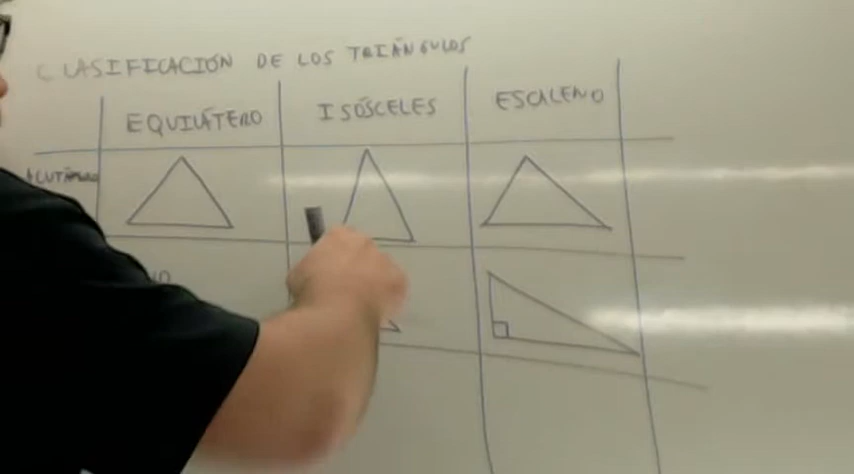 CLASIFICACIÓN DE LOS TRIÁNGULOS
EQUILÁTERO ISÓSCELES ESCALENO